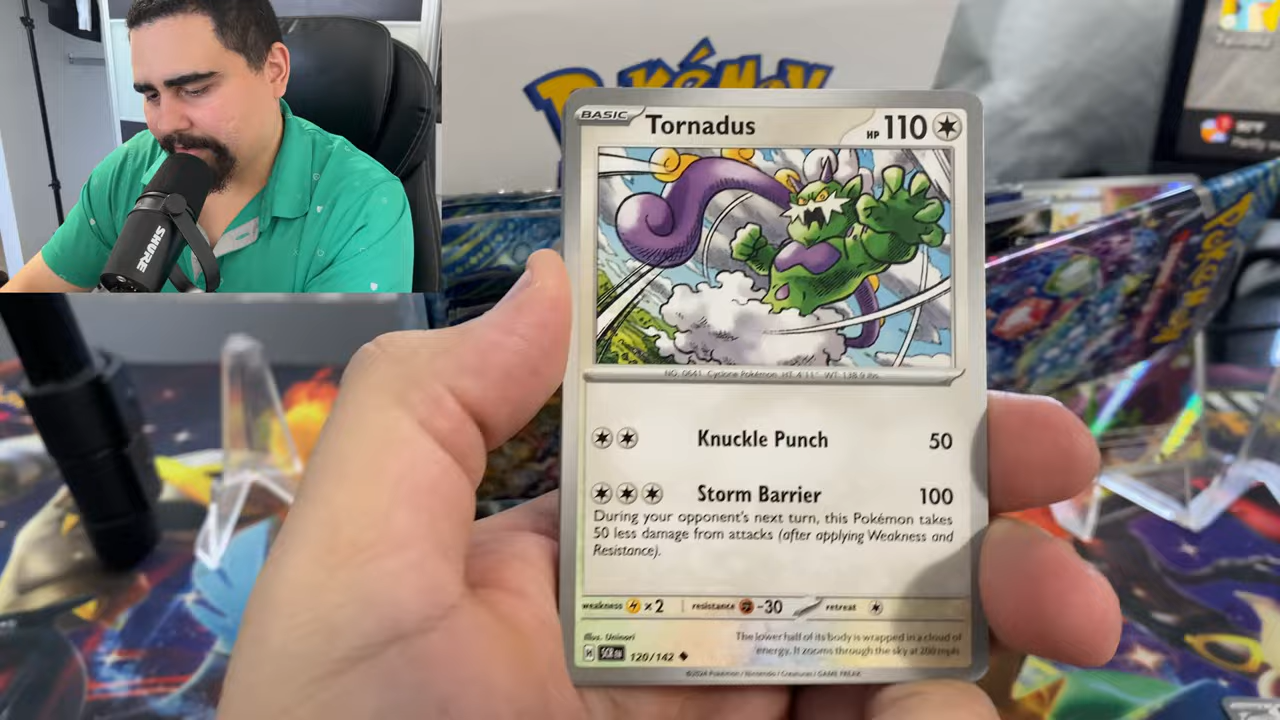 Pokémon
BASIC Tornadus HP 110
NO. 0641 Cyclone Pokémon HT: 4'11" WT: 138.9 lbs.
Knuckle Punch 50
Storm Barrier 100
During your opponent's next turn, this Pokémon takes
50 less damage from attacks (after applying Weakness and
Resistance).
weakness ×2 resistance -30 retreat
Illus. Uninori
The lower half of its body is wrapped in a cloud of
energy. It zooms through the sky at 200 mph.
H SCR EN 120/142
©2024 Pokémon / Nintendo / Creatures / GAME FREAK
SHURE
POKÉMON